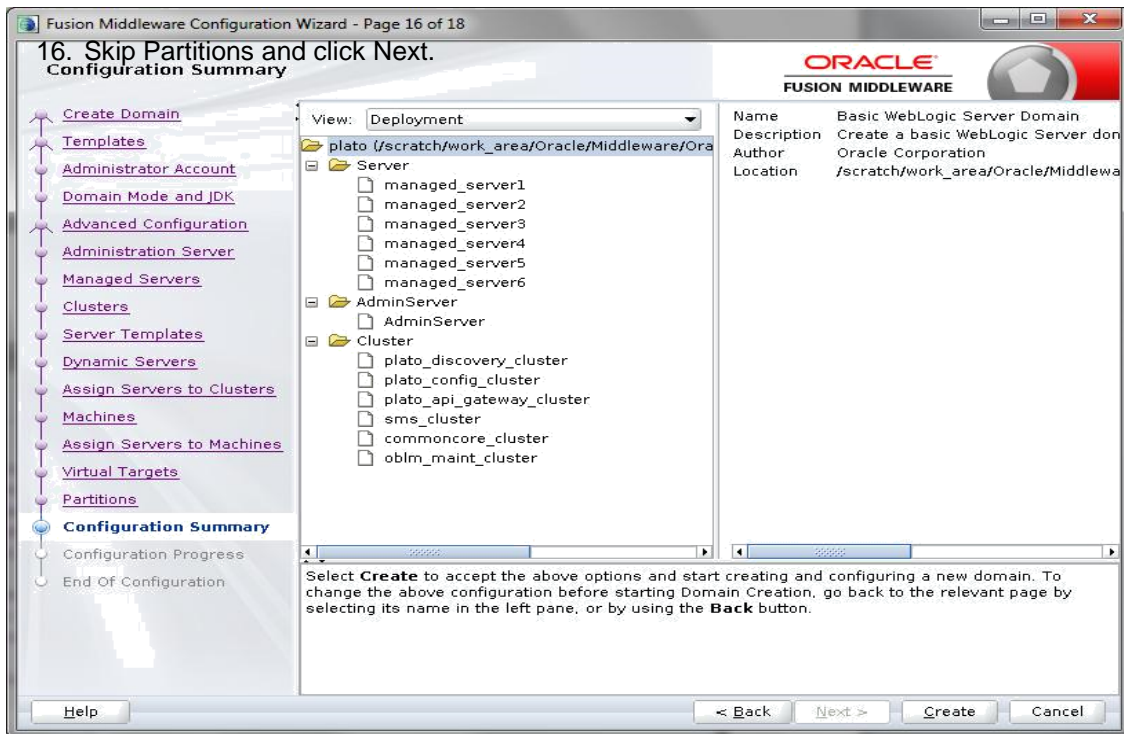 Fusion Middleware Configuration Wizard - Page 16 of 18
16. Skip Partitions and click Next.
Configuration Summary
ORACLE
FUSION MIDDLEWARE
Create Domain
Templates
Administrator Account
Domain Mode and JDK
Advanced Configuration
Administration Server
Managed Servers
Clusters
Server Templates
Dynamic Servers
Assign Servers to Clusters
Machines
Assign Servers to Machines
Virtual Targets
Partitions
Configuration Summary
Configuration Progress
End Of Configuration
View: Deployment
plato (/scratch/work_area/Oracle/Middleware/Ora
Server
managed_server1
managed_server2
managed_server3
managed_server4
managed_server5
managed_server6
AdminServer
AdminServer
Cluster
plato_discovery_cluster
plato_config_cluster
plato_api_gateway_cluster
sms_cluster
commoncore_cluster
oblm_maint_cluster
Name Basic WebLogic Server Domain
Description Create a basic WebLogic Server don
Author Oracle Corporation
Location /scratch/work_area/Oracle/Middlewa
Select Create to accept the above options and start creating and configuring a new domain. To
change the above configuration before starting Domain Creation, go back to the relevant page by
selecting its name in the left pane, or by using the Back button.
Help
< Back
Next >
Create
Cancel